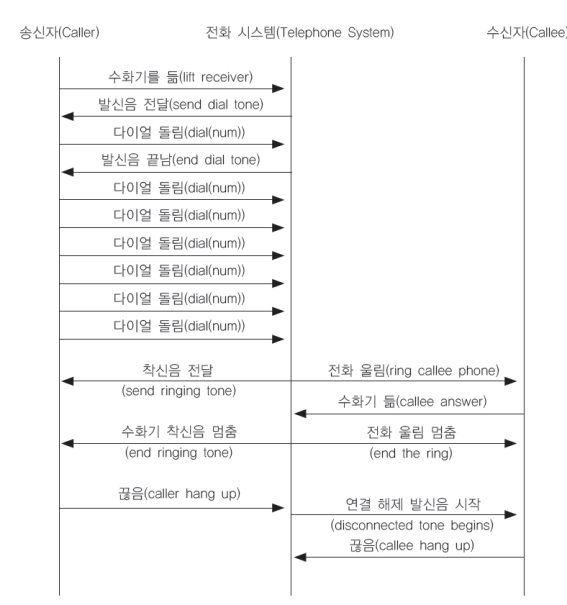 송신자(Caller) 전화 시스템(Telephone System) 수신자(Callee)
수화기를 듦(lift receiver)
발신음 전달(send dial tone)
다이얼 돌림(dial(num))
발신음 끝남(end dial tone)
다이얼 돌림(dial(num))
다이얼 돌림(dial(num))
다이얼 돌림(dial(num))
다이얼 돌림(dial(num))
다이얼 돌림(dial(num))
다이얼 돌림(dial(num))
착신음 전달 전화 울림(ring callee phone)
(send ringing tone)
수화기 듦(callee answer)
수화기 착신음 멈춤 전화 울림 멈춤
(end ringing tone) (end the ring)
끊음(caller hang up)
연결 해제 발신음 시작
(disconnected tone begins)
끊음(callee hang up)